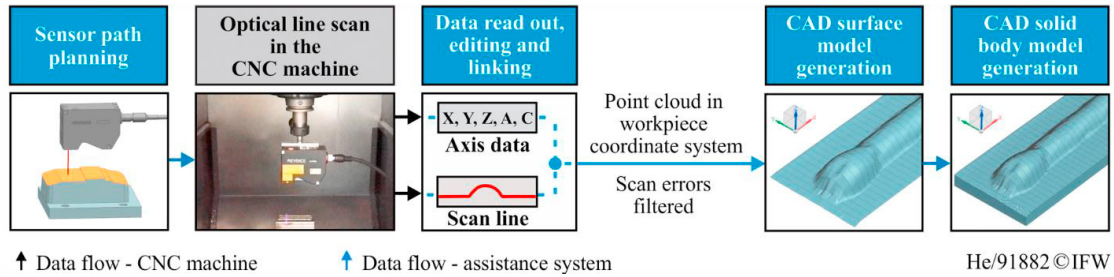 Sensor path
planning
Optical line scan
in the
CNC machine
Data read out,
editing and
linking
CAD surface
model
generation
CAD solid
body model
generation
KEYENCE
X, Y, Z, A, C
Axis data
Scan line
Point cloud in
workpiece
coordinate system
Scan errors
filtered
Data flow - CNC machine
Data flow - assistance system
He/91882 © IFW